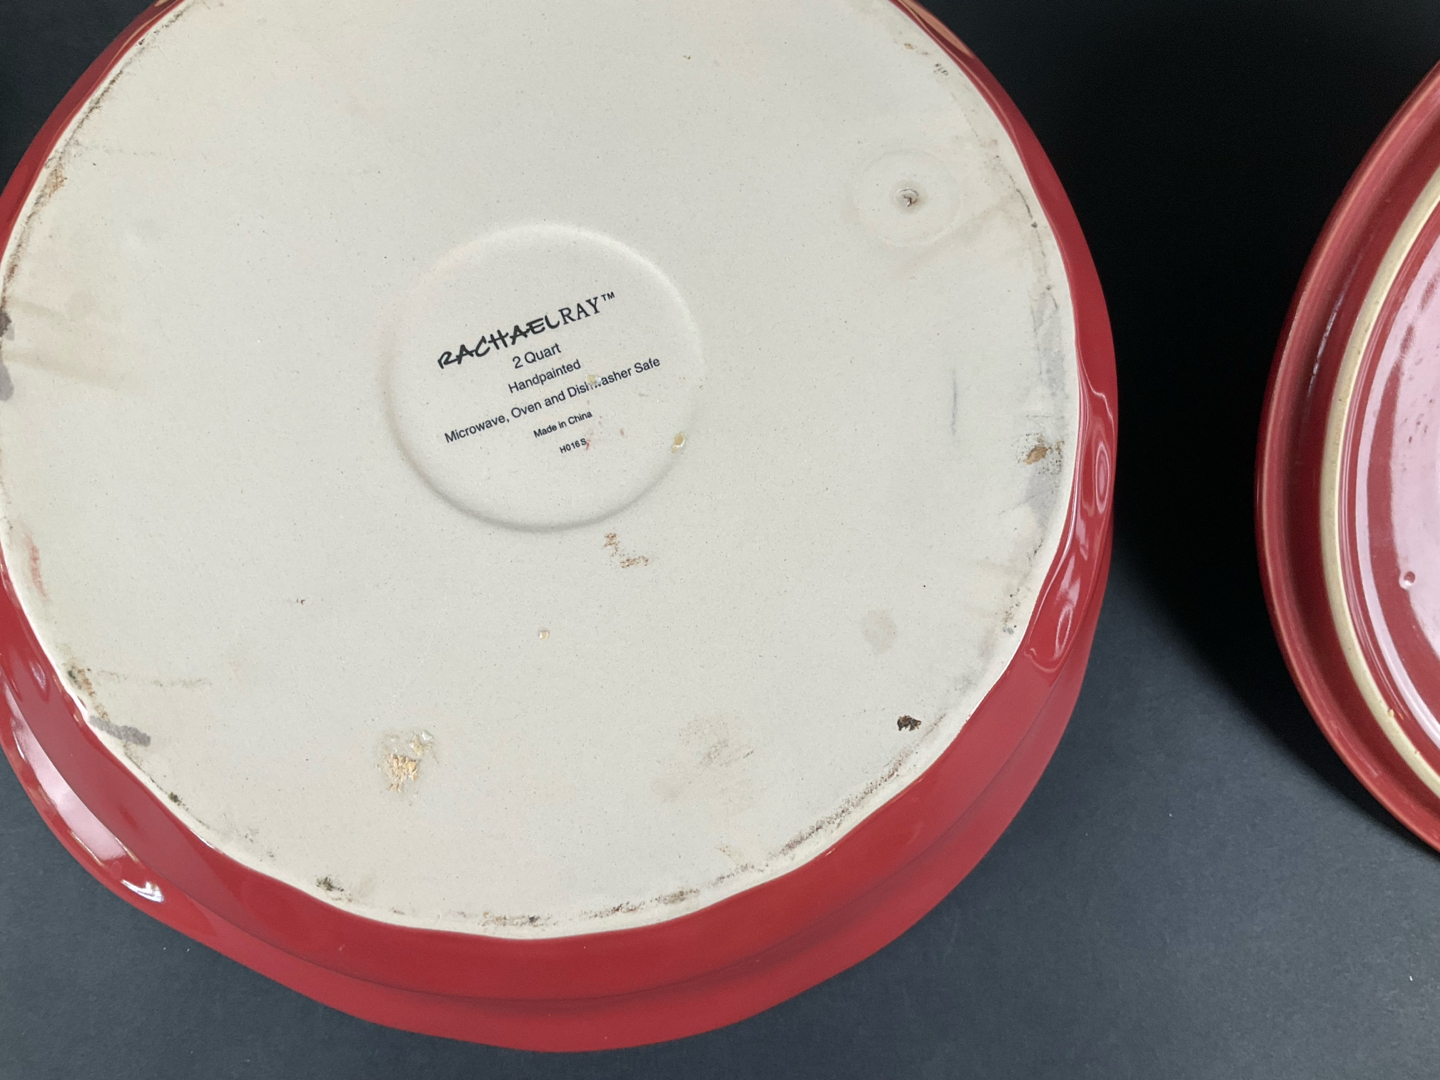 RACHAELRAY™
2 Quart
Handpainted
Microwave, Oven and Dishwasher Safe
Made in China
H016S